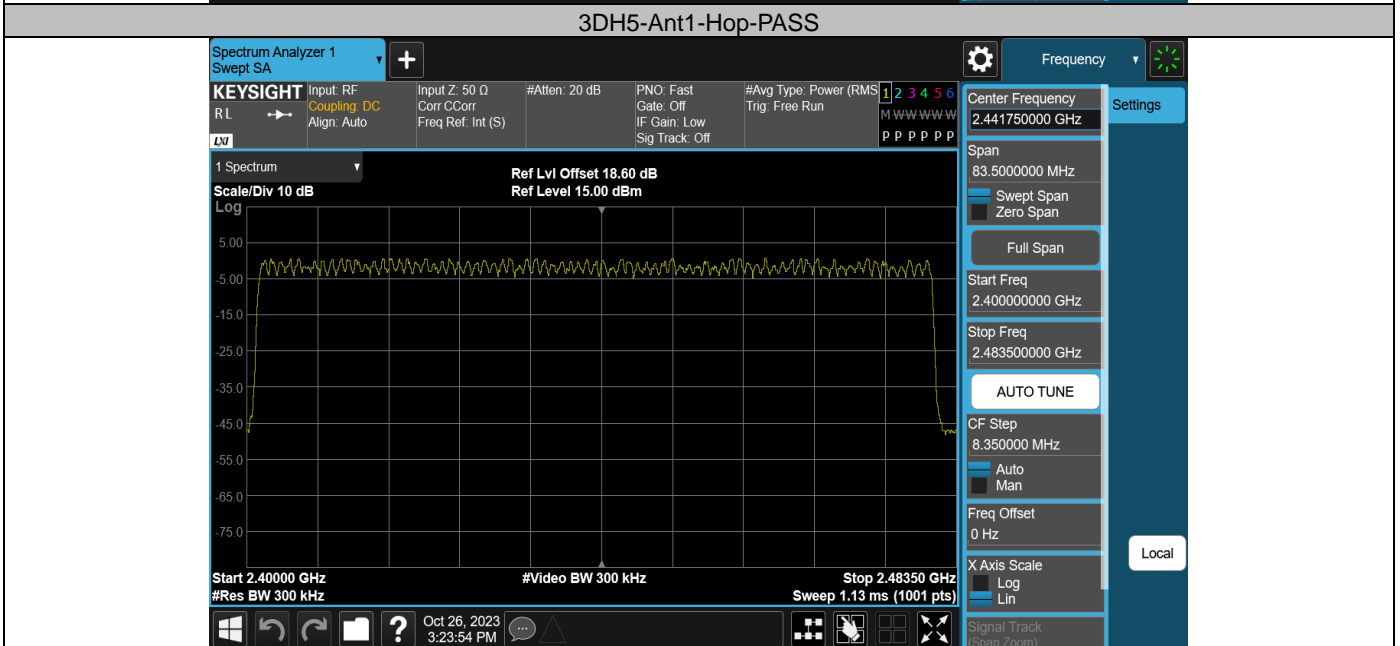 3DH5-Ant1-Hop-PASS
Spectrum Analyzer 1
Swept SA
Frequency
KEYSIGHT
RL
LXI
Input: RF
Coupling: DC
Align: Auto
Input Z: 50 Ω
Corr CCorr
Freq Ref: Int (S)
#Atten: 20 dB
PNO: Fast
Gate: Off
IF Gain: Low
Sig Track: Off
#Avg Type: Power (RMS
Trig: Free Run
1 2 3 4 5 6
M W W W W W
P P P P P P
1 Spectrum
Scale/Div 10 dB
Ref Lvl Offset 18.60 dB
Ref Level 15.00 dBm
Log
5.00
-5.00
-15.0
-25.0
-35.0
-45.0
-55.0
-65.0
-75.0
Start 2.40000 GHz
#Res BW 300 kHz
#Video BW 300 kHz
Stop 2.48350 GHz
Sweep 1.13 ms (1001 pts)
Center Frequency
2.441750000 GHz
Settings
Span
83.5000000 MHz
Swept Span
Zero Span
Full Span
Start Freq
2.400000000 GHz
Stop Freq
2.483500000 GHz
AUTO TUNE
CF Step
8.350000 MHz
Auto
Man
Freq Offset
0 Hz
X Axis Scale
Log
Lin
Local
Signal Track
(Span Zoom)
?
Oct 26, 2023
3:23:54 PM